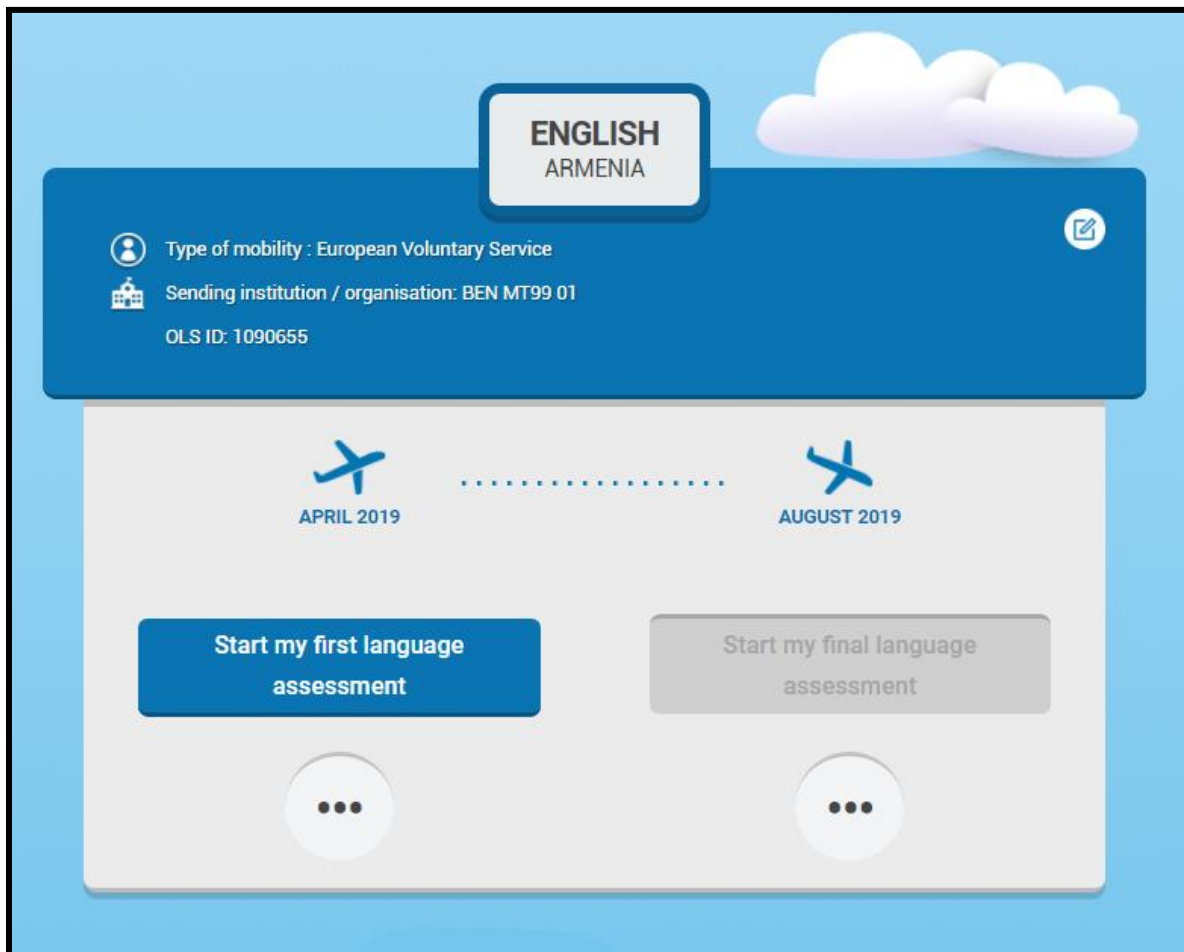 ENGLISH
ARMENIA
Type of mobility : European Voluntary Service
Sending institution / organisation: BEN MT99 01
OLS ID: 1090655
APRIL 2019
AUGUST 2019
Start my first language
assessment
Start my final language
assessment